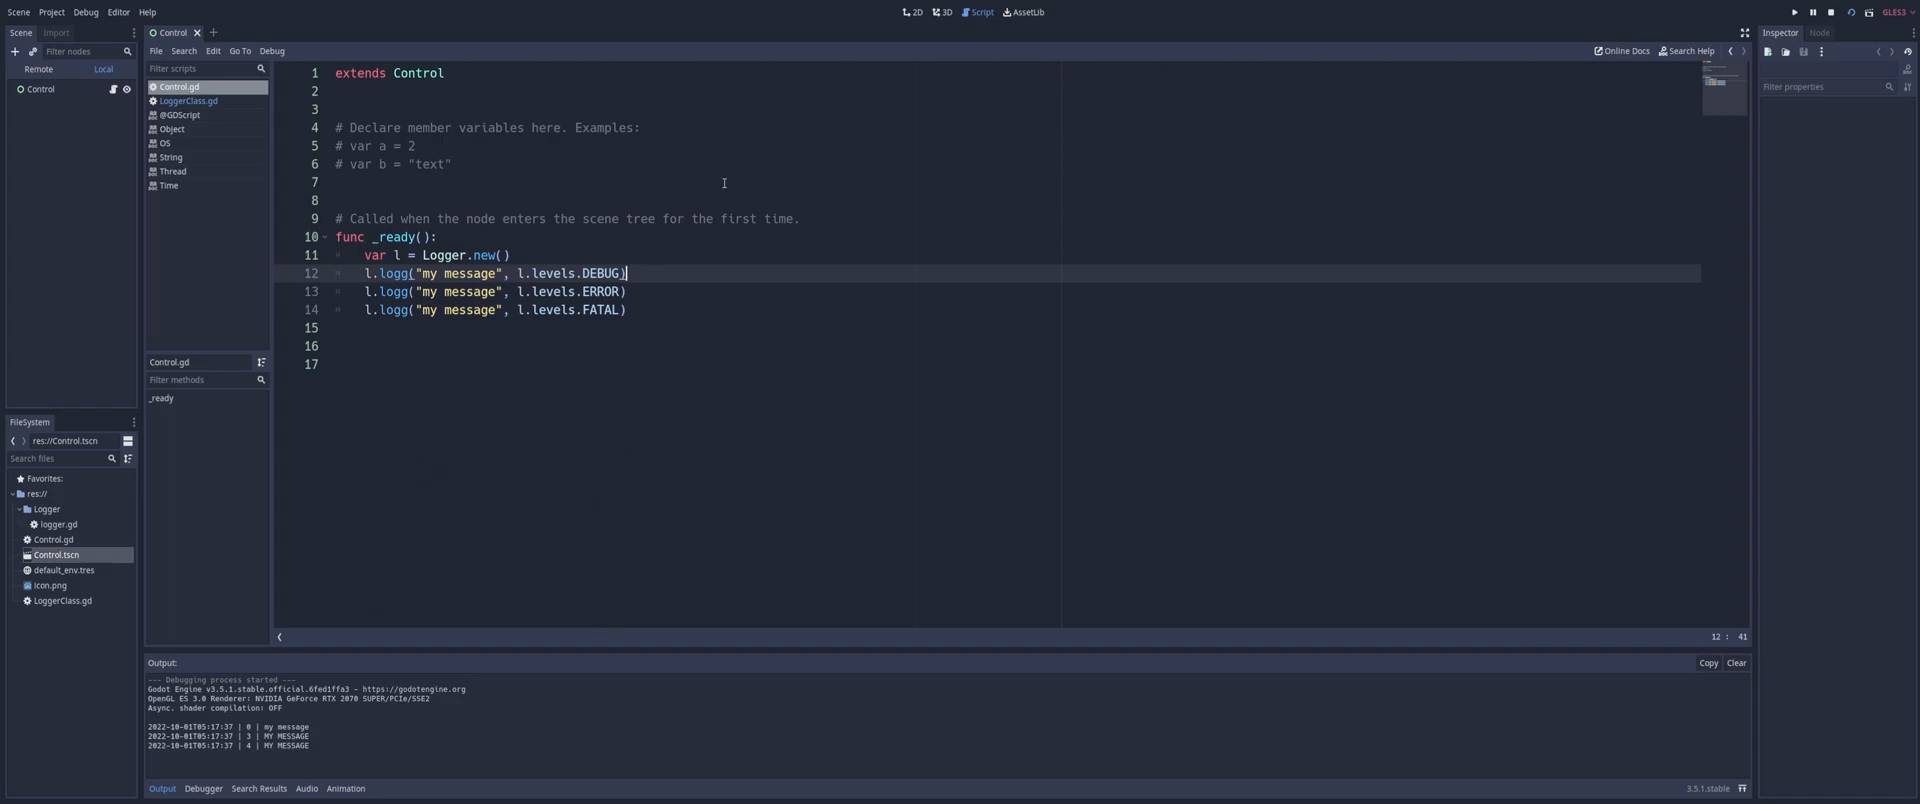 Scene Project Debug Editor Help
2D 3D Script AssetLib
GLES3
Scene Import
Filter nodes
Remote Local
Control
Control
File Search Edit Go To Debug
Online Docs Search Help
Filter scripts
Control.gd
LoggerClass.gd
@GDScript
Object
OS
String
Thread
Time
Control.gd
Filter methods
_ready
1 extends Control
2
3
4 # Declare member variables here. Examples:
5 # var a = 2
6 # var b = "text"
7
8
9 # Called when the node enters the scene tree for the first time.
10 func _ready():
11 var l = Logger.new()
12 l.logg("my message", l.levels.DEBUG)
13 l.logg("my message", l.levels.ERROR)
14 l.logg("my message", l.levels.FATAL)
15
16
17
12 : 41
Inspector Node
Filter properties
FileSystem
res://Control.tscn
Search files
Favorites:
res://
Logger
logger.gd
Control.gd
Control.tscn
default_env.tres
icon.png
LoggerClass.gd
Output:
Copy Clear
--- Debugging process started ---
Godot Engine v3.5.1.stable.official.6fed1ffa3 - https://godotengine.org
OpenGL ES 3.0 Renderer: NVIDIA GeForce RTX 2070 SUPER/PCIe/SSE2
Async. shader compilation: OFF
2022-10-01T05:17:37 | 0 | my message
2022-10-01T05:17:37 | 3 | MY MESSAGE
2022-10-01T05:17:37 | 4 | MY MESSAGE
Output Debugger Search Results Audio Animation
3.5.1.stable